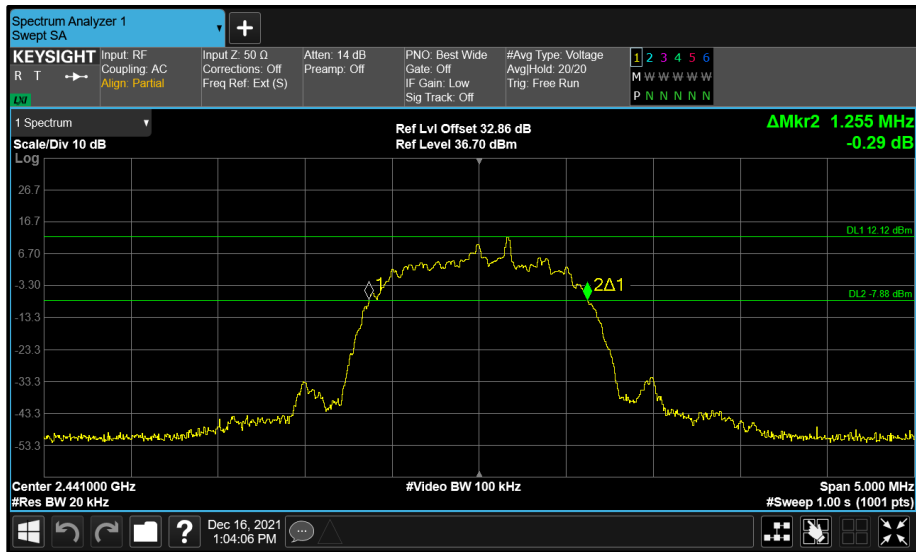 Spectrum Analyzer 1
Swept SA
KEYSIGHT
R T
LXI
Input: RF
Coupling: AC
Align: Partial
Input Z: 50 Ω
Corrections: Off
Freq Ref: Ext (S)
Atten: 14 dB
Preamp: Off
PNO: Best Wide
Gate: Off
IF Gain: Low
Sig Track: Off
#Avg Type: Voltage
Avg|Hold: 20/20
Trig: Free Run
1 2 3 4 5 6
M W W W W W
P N N N N N
1 Spectrum
Scale/Div 10 dB
Log
Ref Lvl Offset 32.86 dB
Ref Level 36.70 dBm
ΔMkr2 1.255 MHz
-0.29 dB
26.7
16.7
DL1 12.12 dBm
6.70
-3.30
1
2Δ1
DL2 -7.88 dBm
-13.3
-23.3
-33.3
-43.3
-53.3
Center 2.441000 GHz
#Video BW 100 kHz
Span 5.000 MHz
#Res BW 20 kHz
#Sweep 1.00 s (1001 pts)
?
Dec 16, 2021
1:04:06 PM